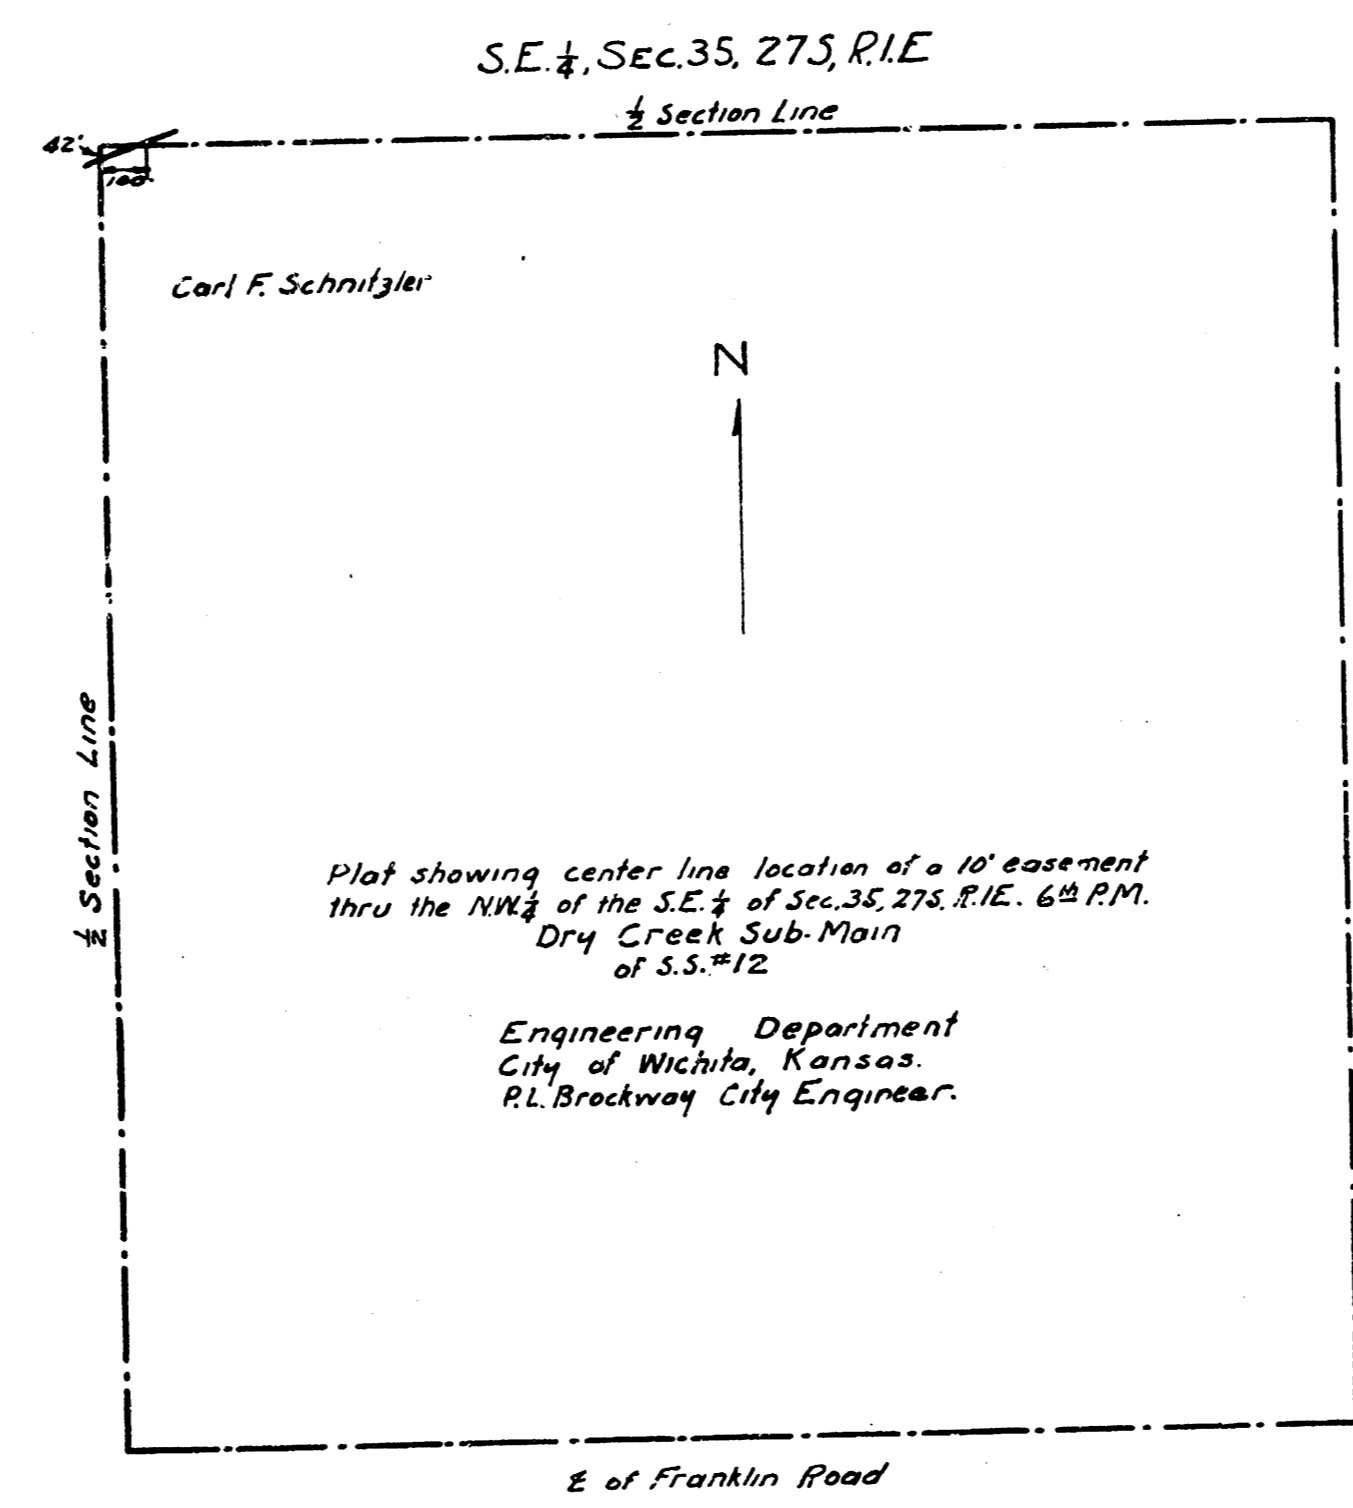 S.E.¼, SEC.35, 27S, R.1.E
½ Section Line
42'
100'
Carl F. Schnitzler
N
½ Section Line
Plat showing center line location of a 10' easement
thru the N.W.¼ of the S.E.¼ of Sec.35, 27S. R.1E. 6th P.M.
Dry Creek Sub-Main
of S.S.#12
Engineering Department
City of Wichita, Kansas.
P.L. Brockway City Engineer.
℄ of Franklin Road